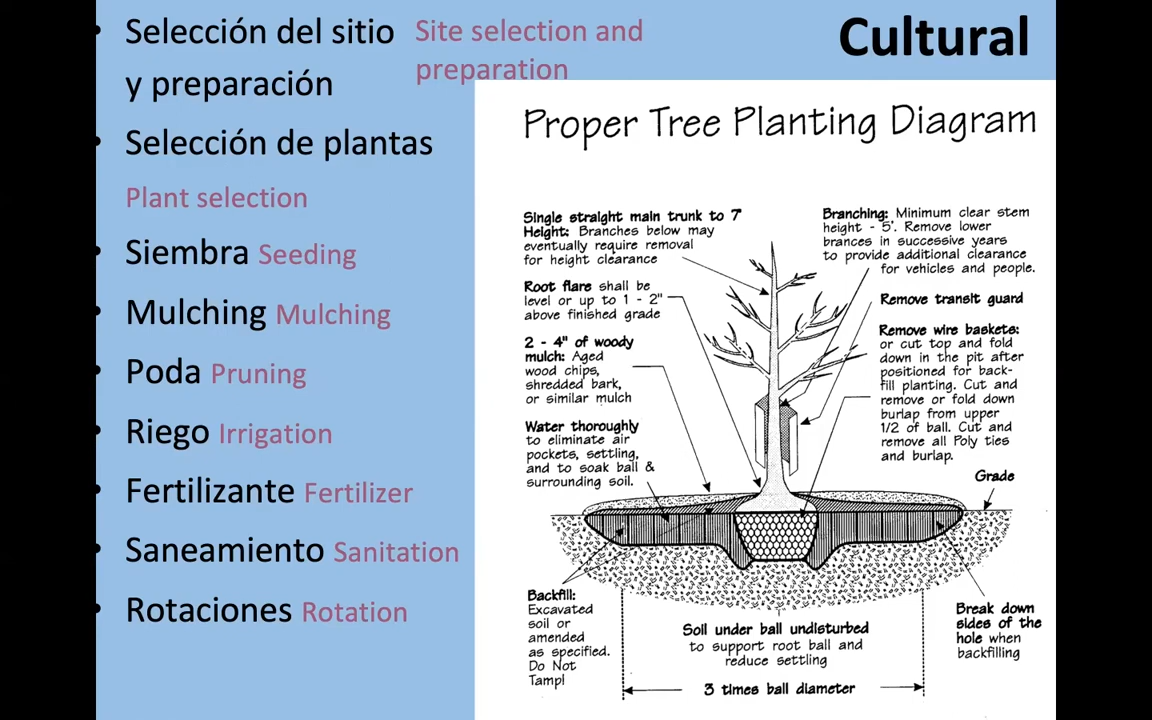 Cultural
• Selección del sitio
y preparación
Site selection and
preparation
• Selección de plantas
Plant selection
• Siembra Seeding
• Mulching Mulching
• Poda Pruning
• Riego Irrigation
• Fertilizante Fertilizer
• Saneamiento Sanitation
• Rotaciones Rotation
Proper Tree Planting Diagram
Single straight main trunk to 7'
Height: Branches below may
eventually require removal
for height clearance
Root flare shall be
level or up to 1 - 2"
above finished grade
2 - 4" of woody
mulch: Aged
wood chips,
shredded bark,
or similar mulch
Water thoroughly
to eliminate air
pockets, settling,
and to soak ball &
surrounding soil.
Branching: Minimum clear stem
height - 5'. Remove lower
brances in successive years
to provide additional clearance
for vehicles and people.
Remove transit guard
Remove wire baskets:
or cut top and fold
down in the pit after
positioned for back-
fill planting. Cut and
remove or fold down
burlap from upper
1/2 of ball. Cut and
remove all Poly ties
and burlap.
Grade
Backfill:
Excavated
soil or
amended
as specified.
Do Not
Tamp!
Soil under ball undisturbed
to support root ball and
reduce settling
Break down
sides of the
hole when
backfilling
3 times ball diameter